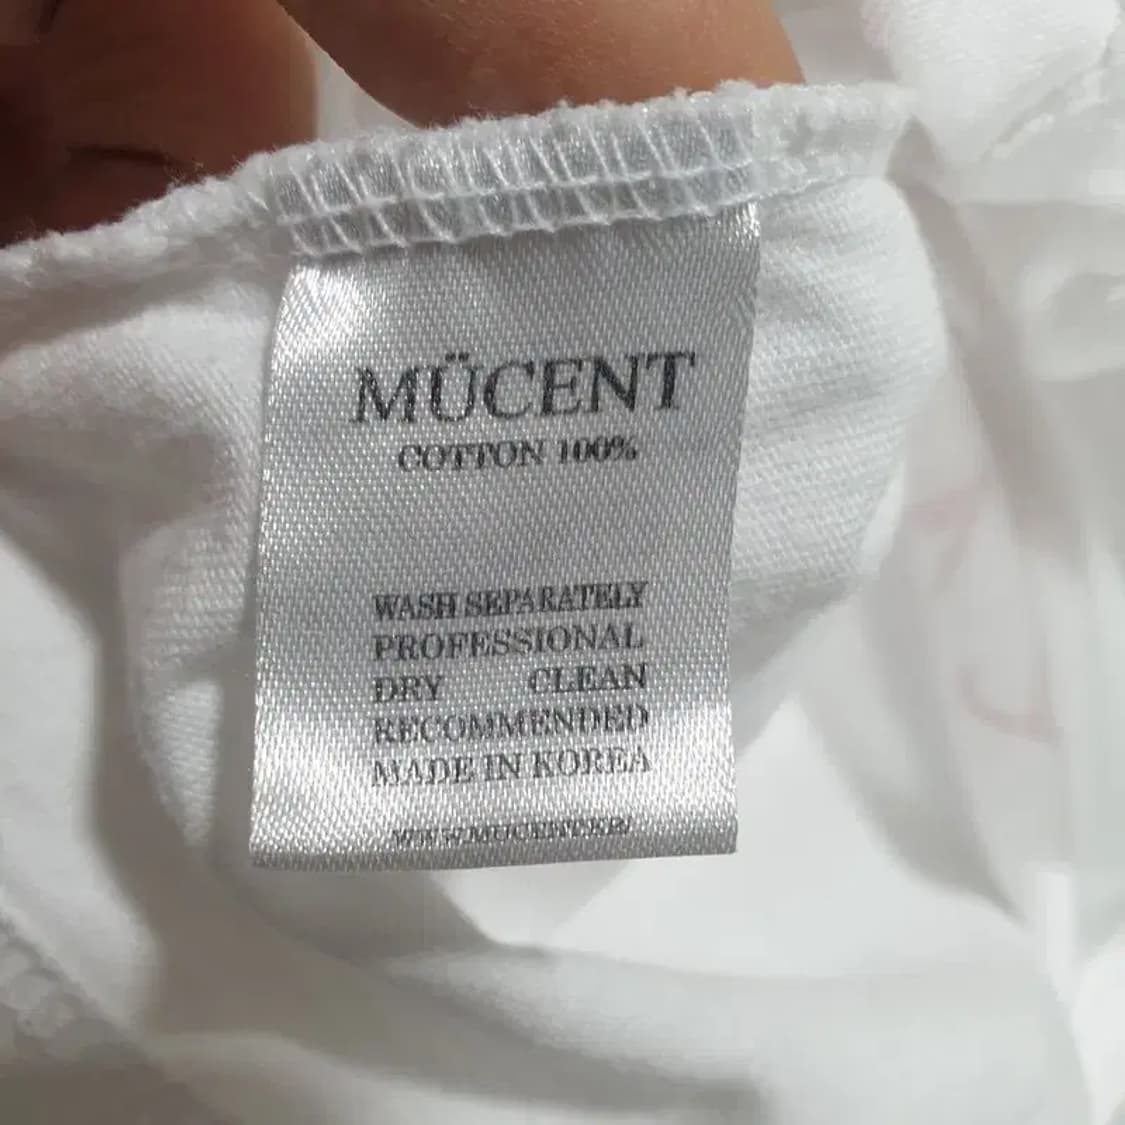 MÜCENT
COTTON 100%
WASH SEPARATELY
PROFESSIONAL
DRY CLEAN
RECOMMENDED
MADE IN KOREA